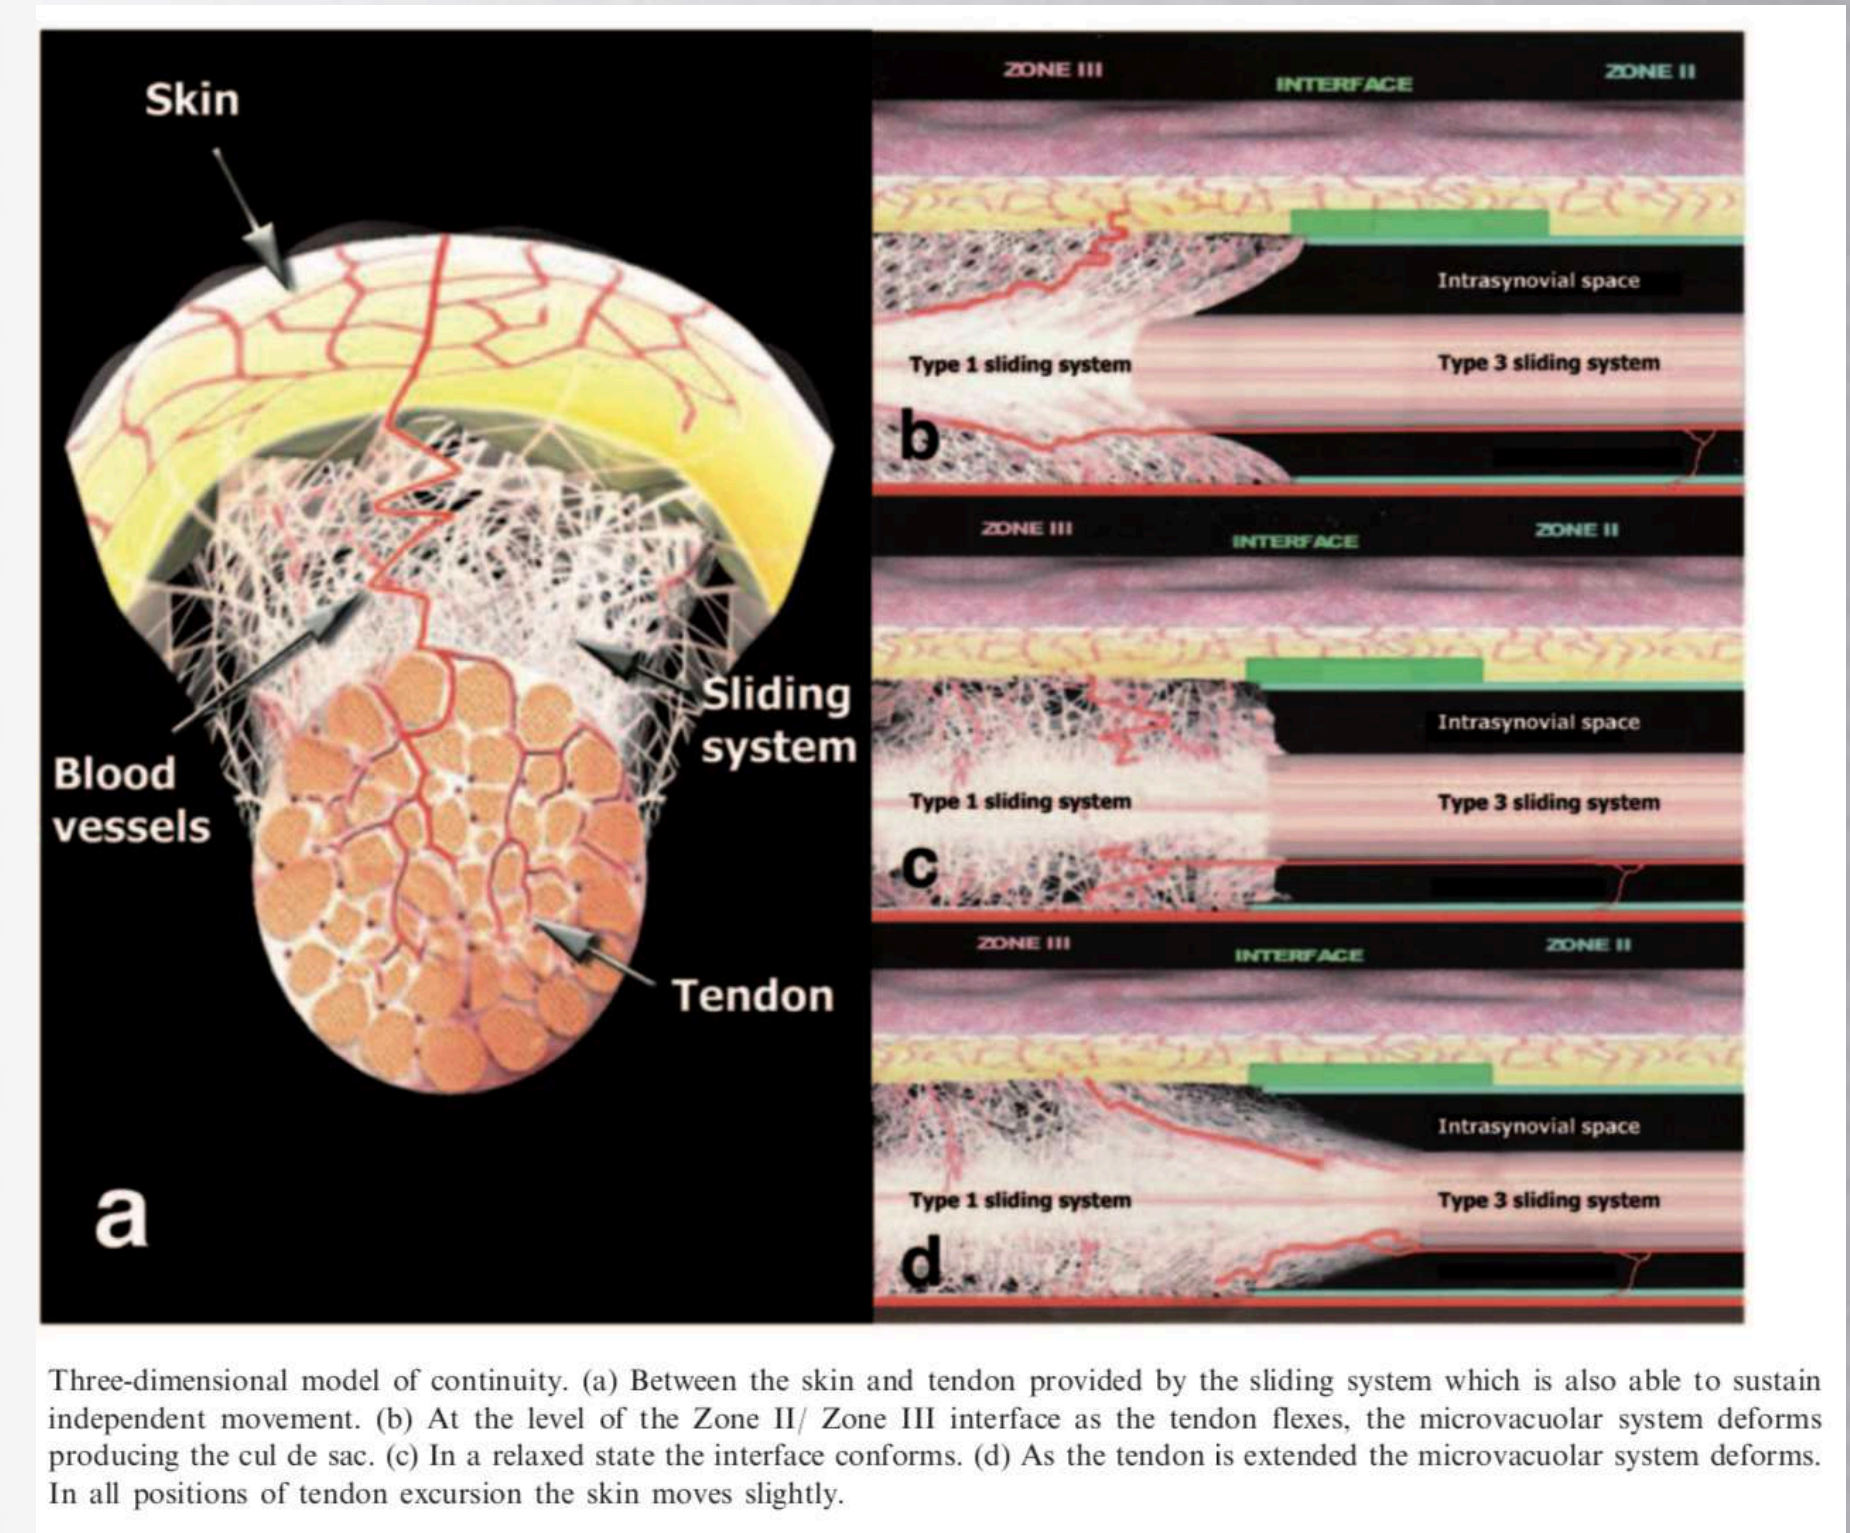 Skin
Blood
vessels
Sliding
system
Tendon
a
ZONE III
INTERFACE
ZONE II
Intrasynovial space
Type 1 sliding system
Type 3 sliding system
b
ZONE III
INTERFACE
ZONE II
Intrasynovial space
Type 1 sliding system
Type 3 sliding system
c
ZONE III
INTERFACE
ZONE II
Intrasynovial space
Type 1 sliding system
Type 3 sliding system
d
Three-dimensional model of continuity. (a) Between the skin and tendon provided by the sliding system which is also able to sustain
independent movement. (b) At the level of the Zone II/ Zone III interface as the tendon flexes, the microvacuolar system deforms
producing the cul de sac. (c) In a relaxed state the interface conforms. (d) As the tendon is extended the microvacuolar system deforms.
In all positions of tendon excursion the skin moves slightly.